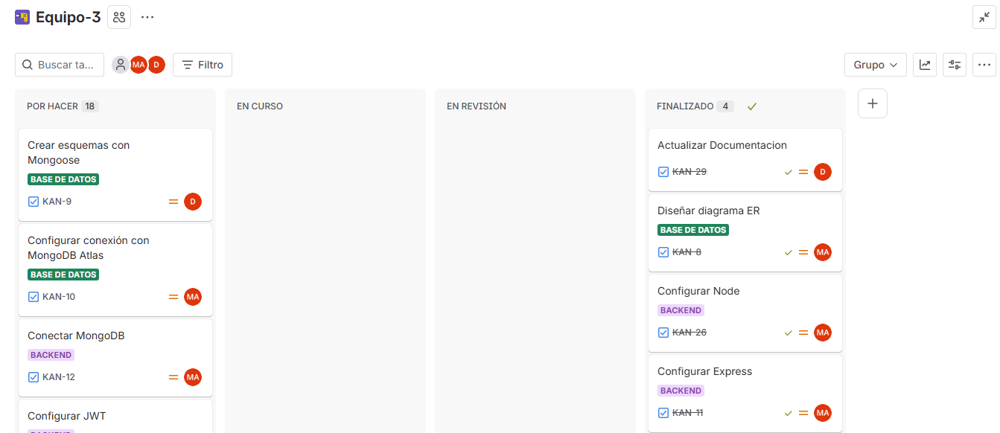 Equipo-3
Buscar ta...
MA
D
Filtro
Grupo
POR HACER 18
Crear esquemas con
Mongoose
BASE DE DATOS
KAN-9
D
Configurar conexión con
MongoDB Atlas
BASE DE DATOS
KAN-10
MA
Conectar MongoDB
BACKEND
KAN-12
MA
Configurar JWT
BACKEND
EN CURSO
EN REVISIÓN
FINALIZADO 4
Actualizar Documentacion
KAN-29
D
Diseñar diagrama ER
BASE DE DATOS
KAN-8
MA
Configurar Node
BACKEND
KAN-26
MA
Configurar Express
BACKEND
KAN-11
MA